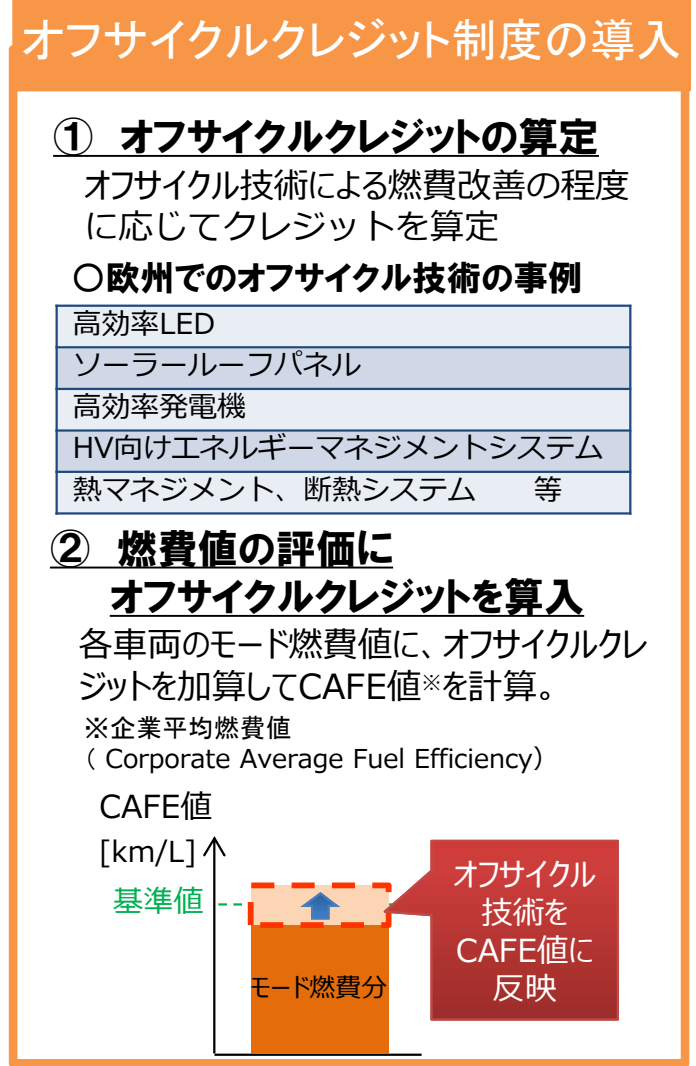 オフサイクルクレジット制度の導入
① オフサイクルクレジットの算定
オフサイクル技術による燃費改善の程度
に応じてクレジットを算定
〇欧州でのオフサイクル技術の事例
高効率LED
ソーラールーフパネル
高効率発電機
HV向けエネルギーマネジメントシステム
熱マネジメント、断熱システム　　等
② 燃費値の評価に
オフサイクルクレジットを算入
各車両のモード燃費値に、オフサイクルクレ
ジットを加算してCAFE値※を計算。
※企業平均燃費値
（ Corporate Average Fuel Efficiency）
CAFE値
[km/L]
基準値
モード燃費分
オフサイクル
技術を
CAFE値に
反映